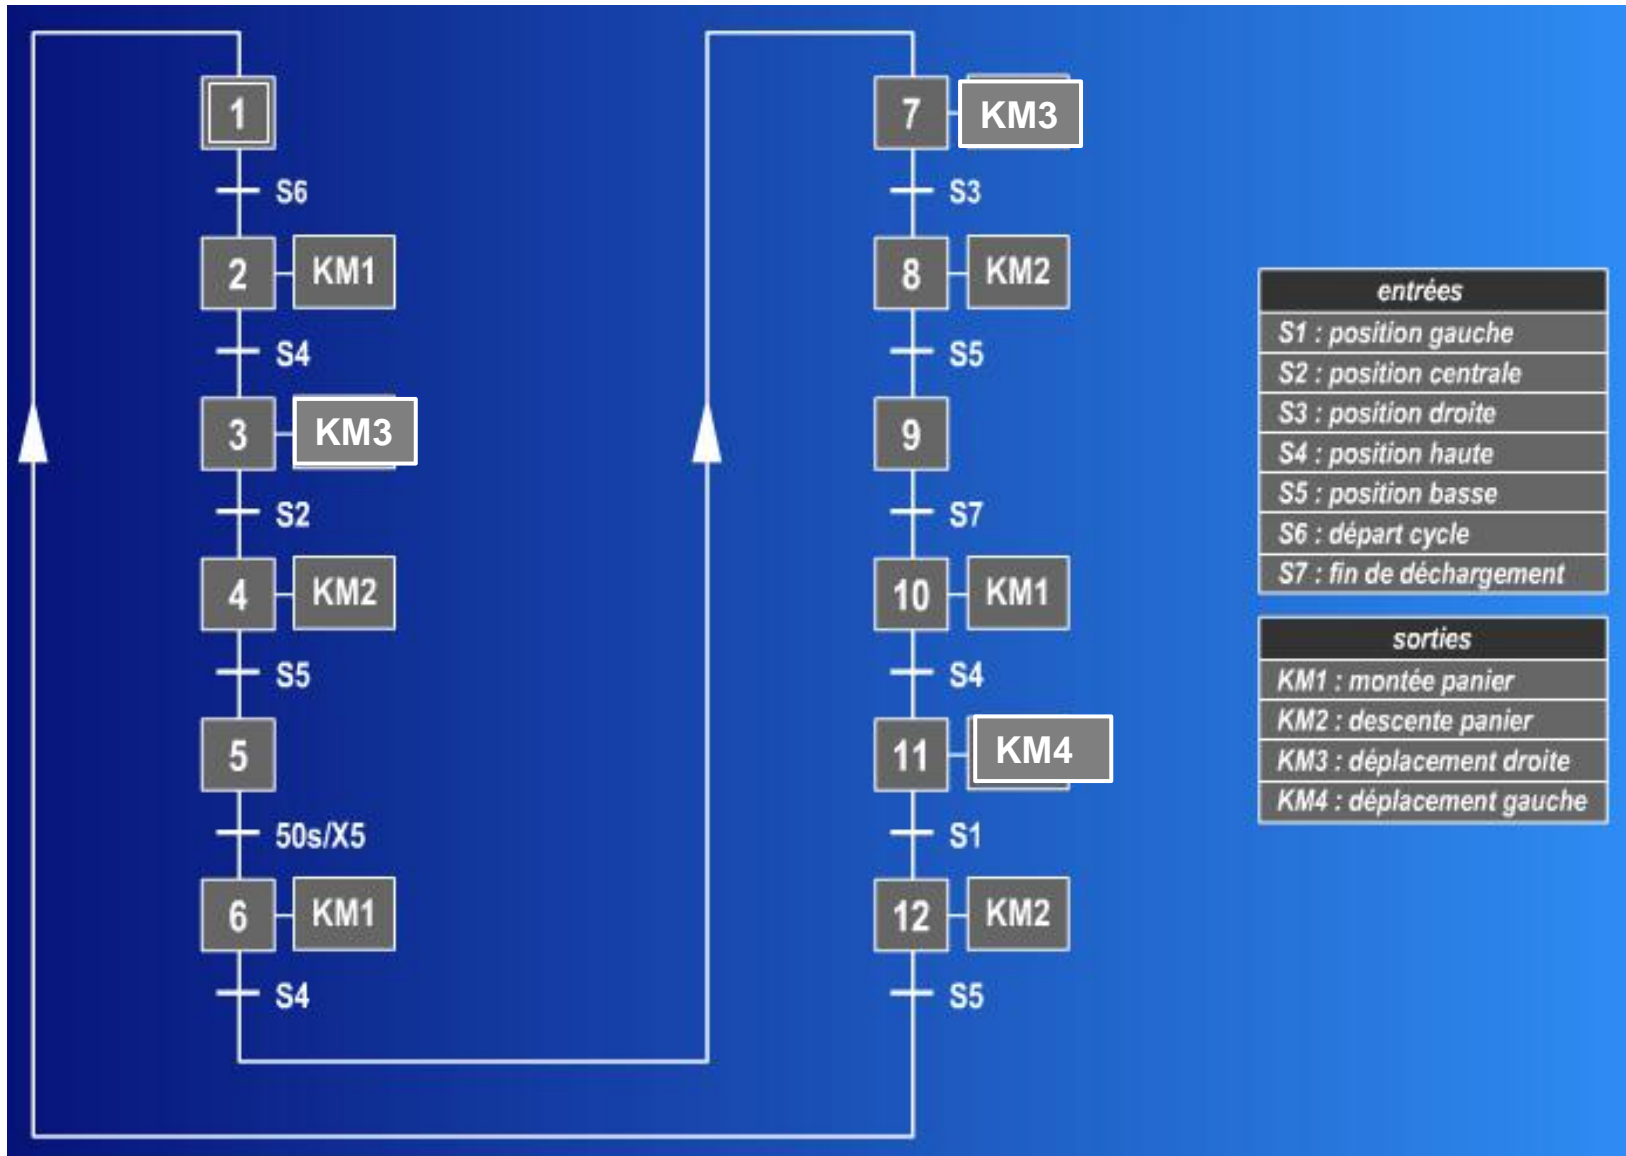 1
S6
2 KM1
S4
3 KM3
S2
4 KM2
S5
5
50s/X5
6 KM1
S4
7 KM3
S3
8 KM2
S5
9
S7
10 KM1
S4
11 KM4
S1
12 KM2
S5
entrées
S1 : position gauche
S2 : position centrale
S3 : position droite
S4 : position haute
S5 : position basse
S6 : départ cycle
S7 : fin de déchargement
sorties
KM1 : montée panier
KM2 : descente panier
KM3 : déplacement droite
KM4 : déplacement gauche